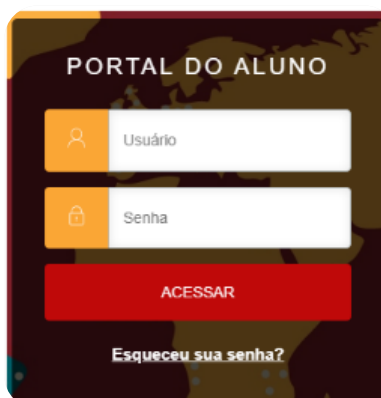 PORTAL DO ALUNO
Usuário
Senha
ACESSAR
Esqueceu sua senha?